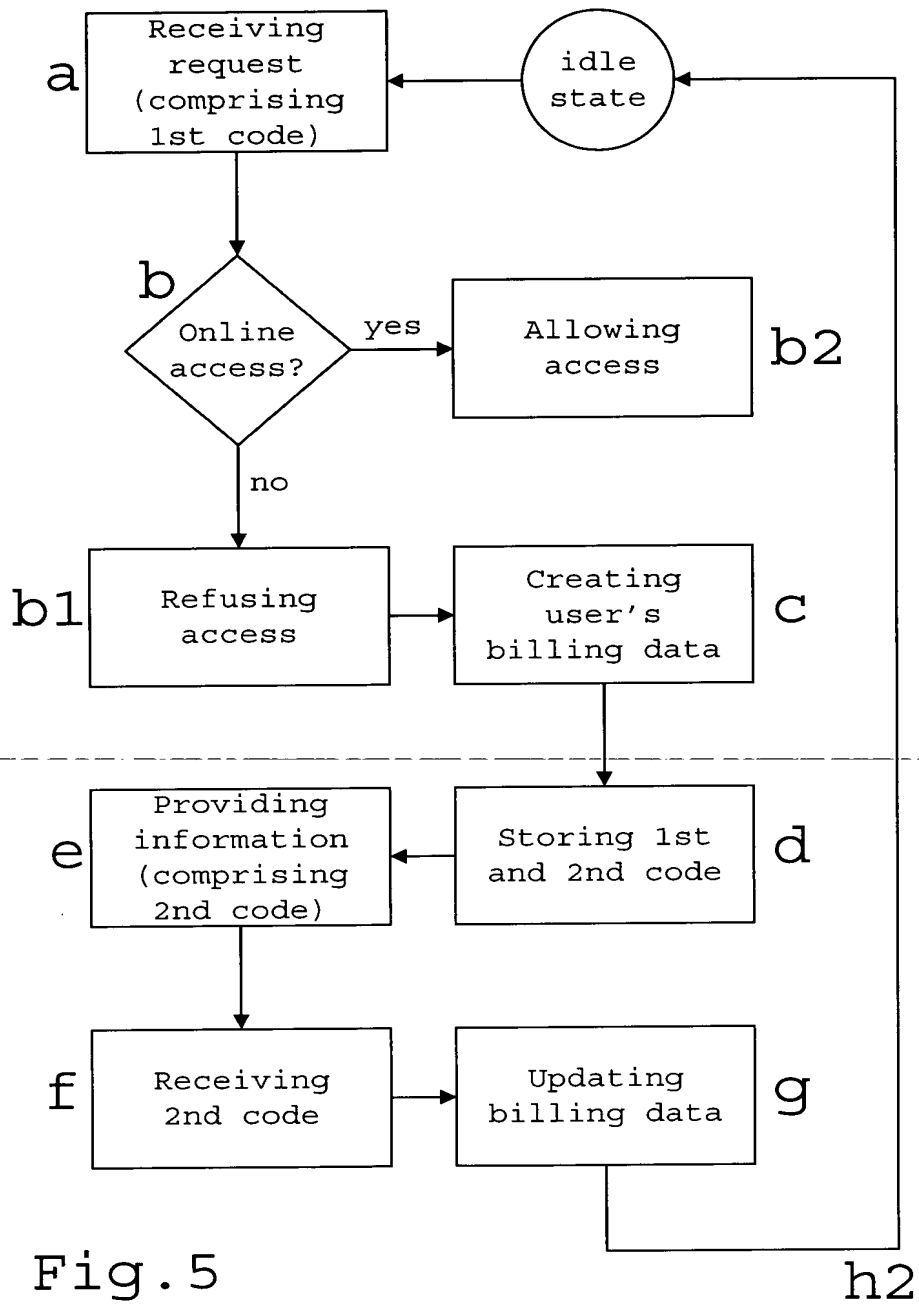 a
Receiving
request
(comprising
1st code)
idle
state
b
Online
access?
yes
Allowing
access
b2
no
b1
Refusing
access
Creating
user's
billing data
c
e
Providing
information
(comprising
2nd code)
Storing 1st
and 2nd code
d
f
Receiving
2nd code
Updating
billing data
g
h2
Fig.5